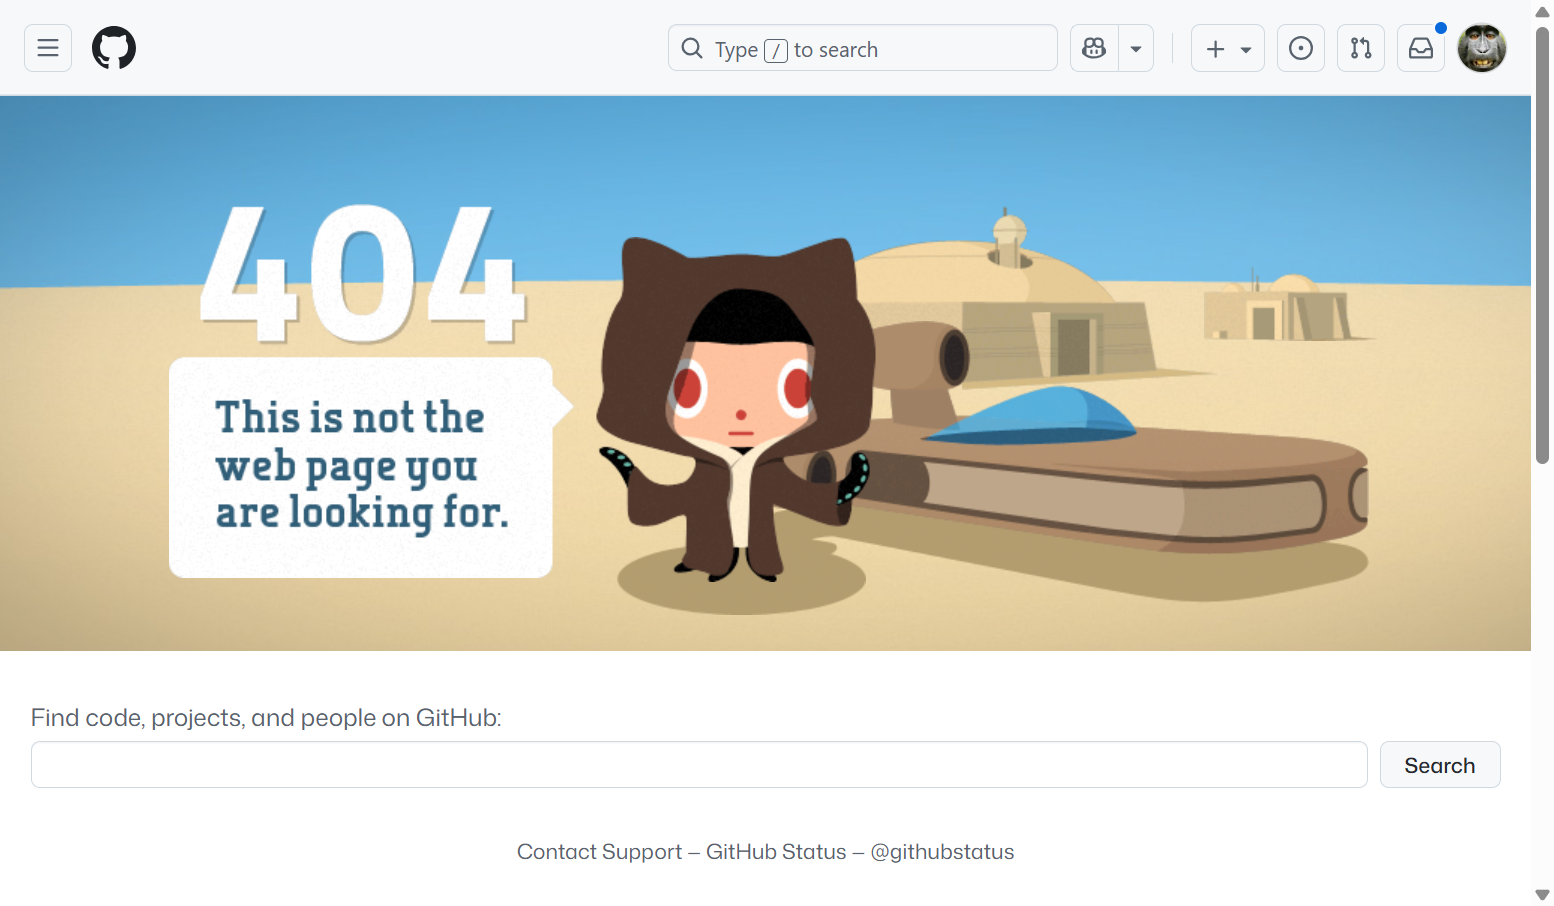 Type / to search
404
This is not the
web page you
are looking for.
Find code, projects, and people on GitHub:
Search
Contact Support — GitHub Status — @githubstatus